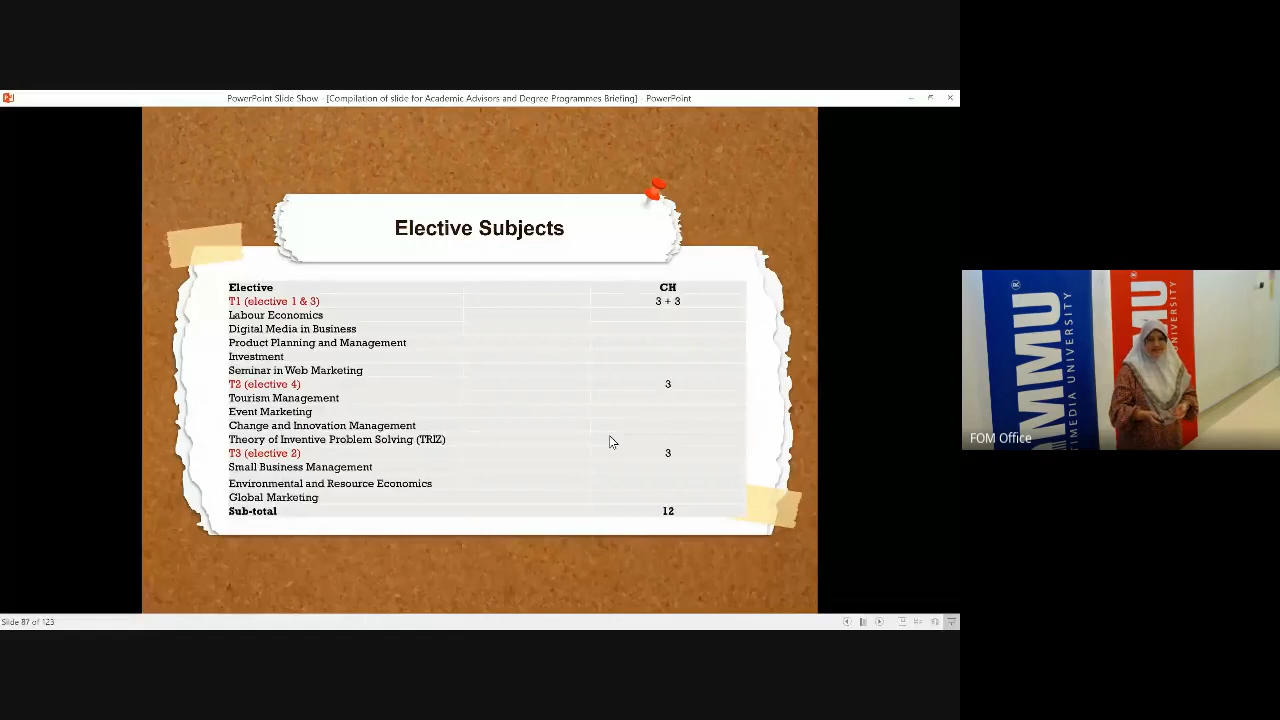 PowerPoint Slide Show - [Compilation of slide for Academic Advisors and Degree Programmes Briefing] - PowerPoint
Elective Subjects
Elective CH
T1 (elective 1 & 3) 3 + 3
Labour Economics
Digital Media in Business
Product Planning and Management
Investment
Seminar in Web Marketing
T2 (elective 4) 3
Tourism Management
Event Marketing
Change and Innovation Management
Theory of Inventive Problem Solving (TRIZ)
T3 (elective 2) 3
Small Business Management
Environmental and Resource Economics
Global Marketing
Sub-total 12
Slide 87 of 123
MMU®
TIMEDIA UNIVERSITY
MMU®
UNIVERSITY
FOM Office